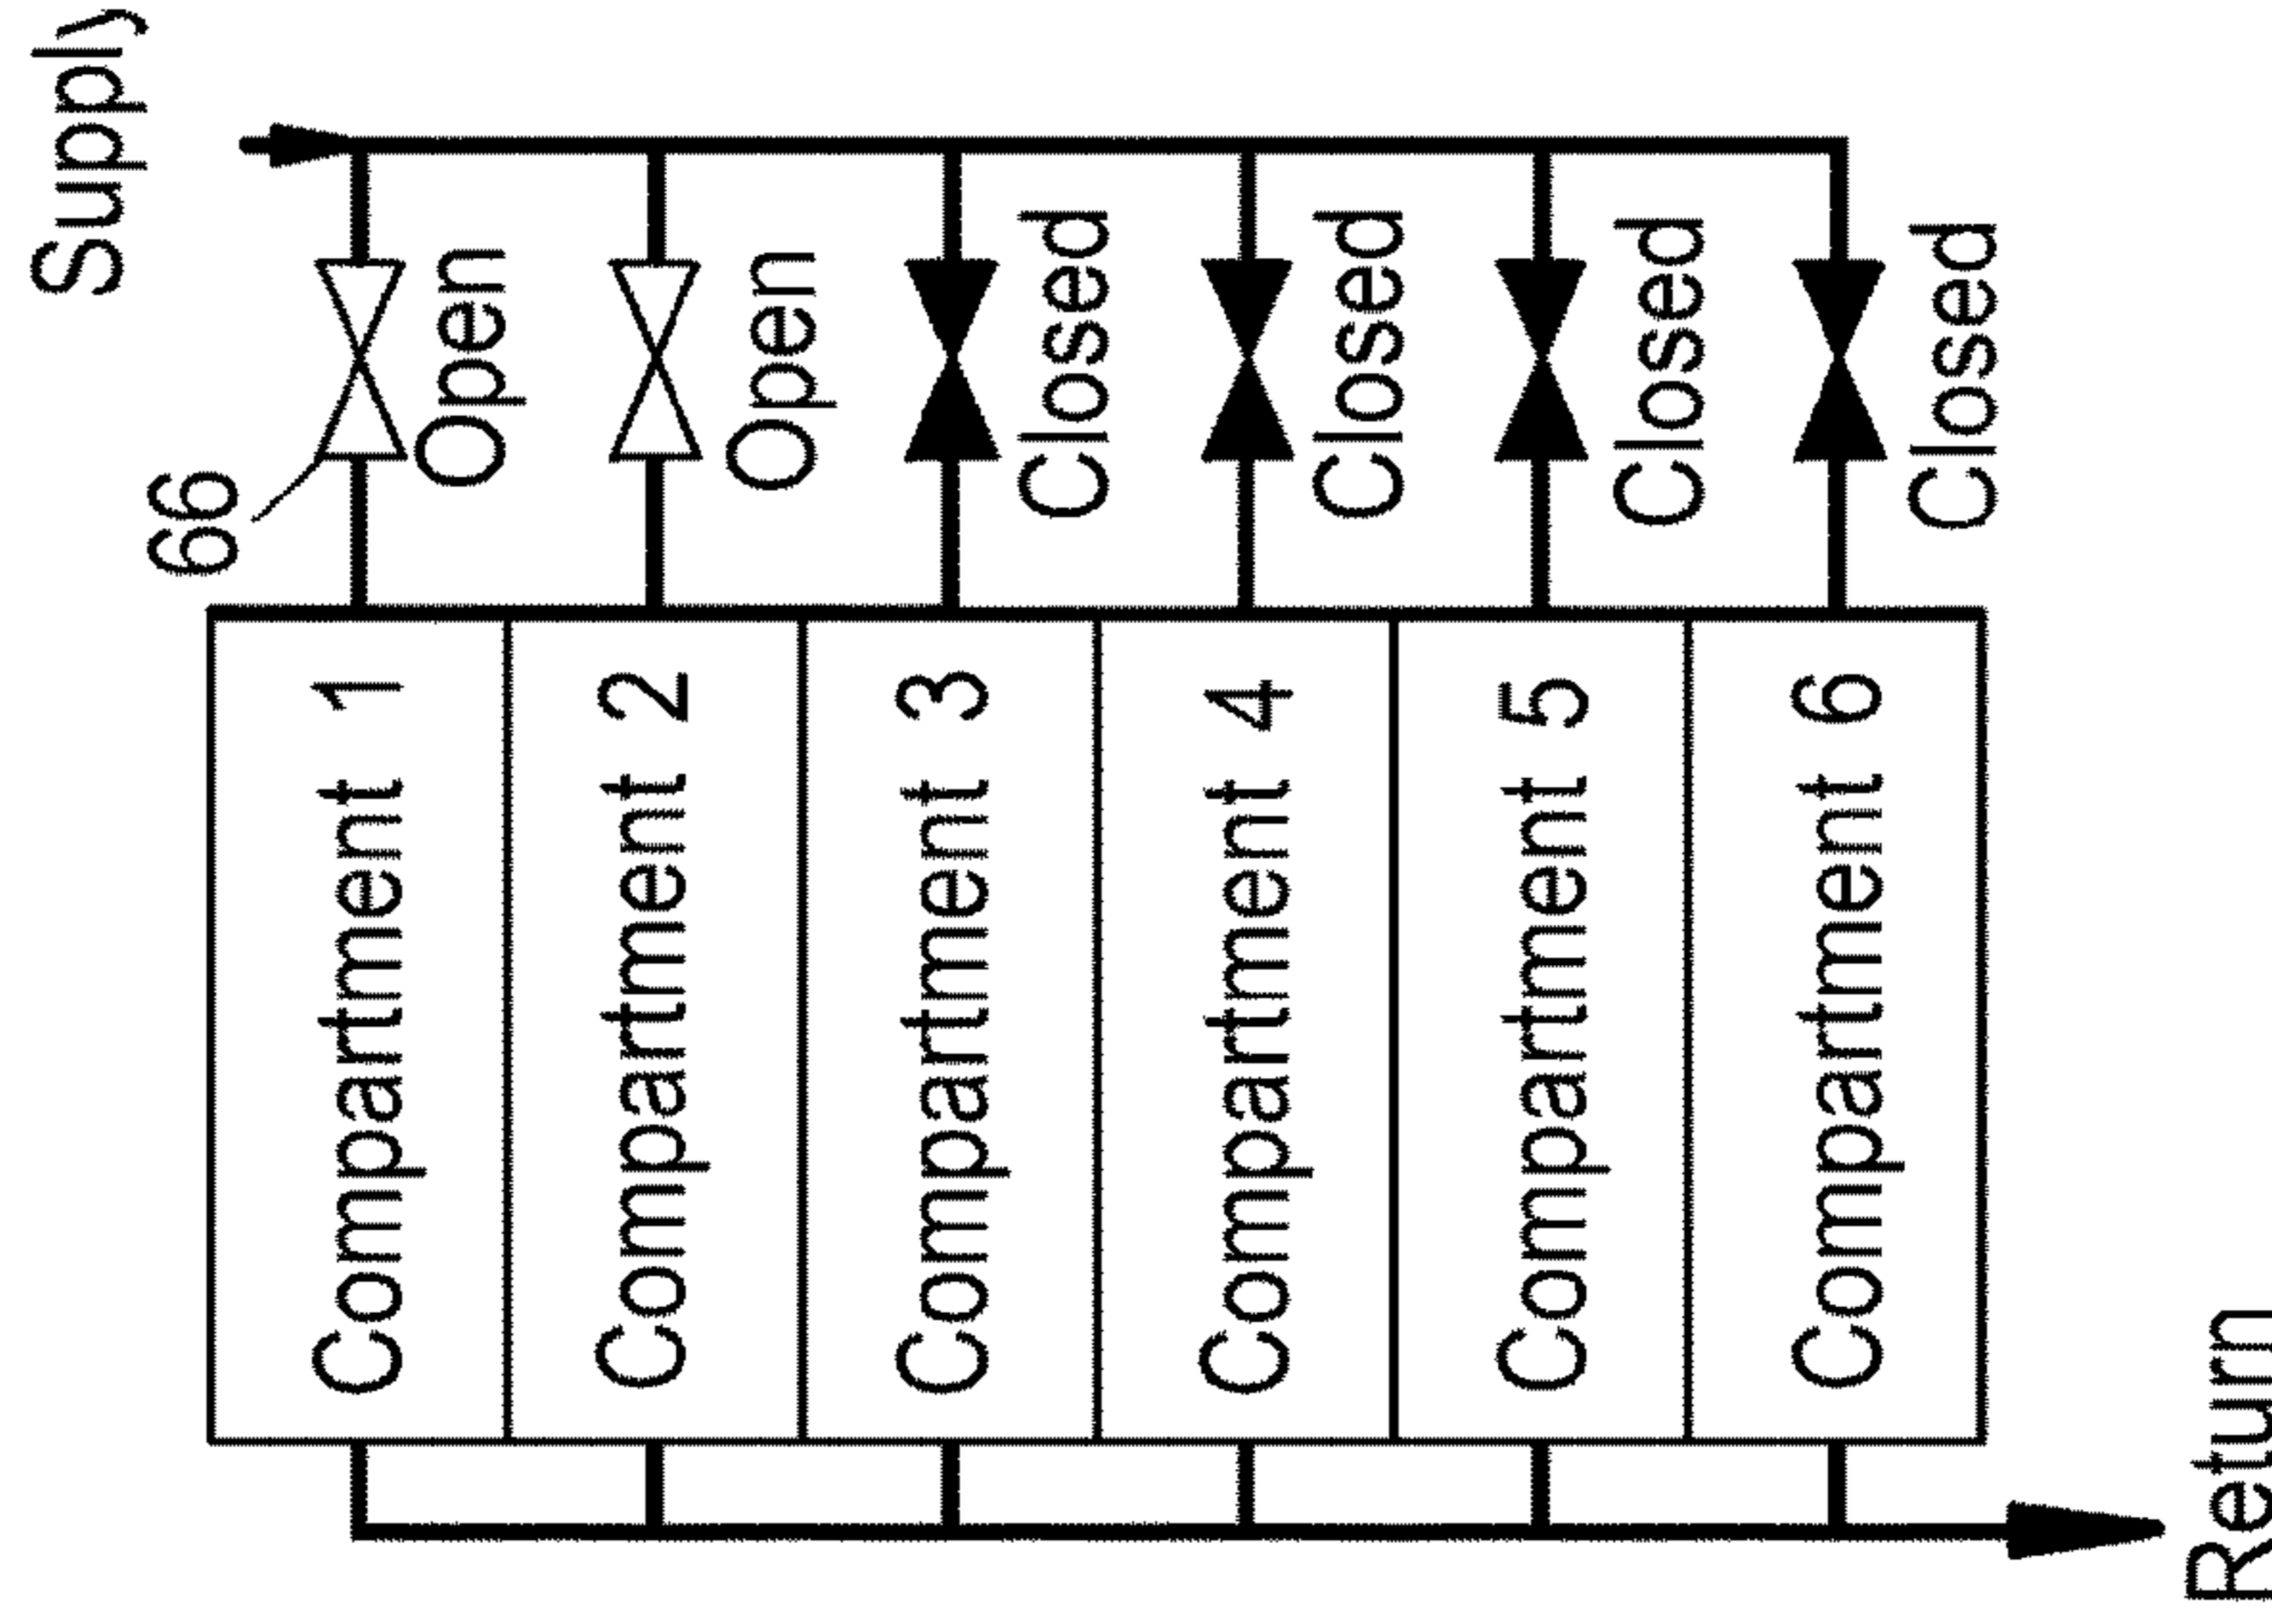 Supply
66
Open
Open
Closed
Closed
Closed
Closed
Compartment 1
Compartment 2
Compartment 3
Compartment 4
Compartment 5
Compartment 6
Return